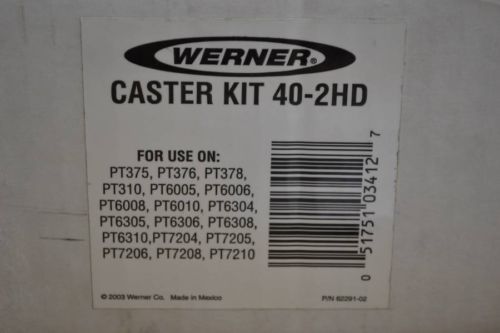 WERNER®
CASTER KIT 40-2HD
FOR USE ON:
PT375, PT376, PT378,
PT310, PT6005, PT6006,
PT6008, PT6010, PT6304,
PT6305, PT6306, PT6308,
PT6310,PT7204, PT7205,
PT7206, PT7208, PT7210
0 51751 03412 7
© 2003 Werner Co. Made in Mexico
P/N 62291-02